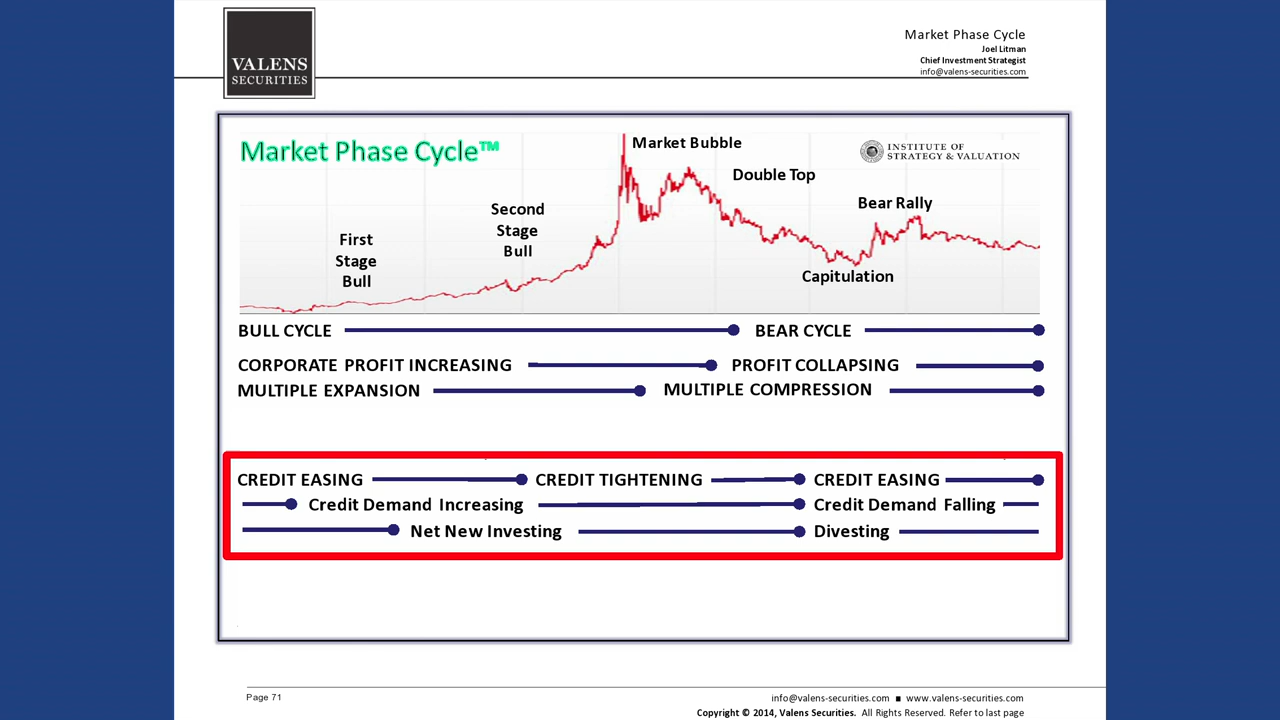 VALENS
SECURITIES
Market Phase Cycle
Joel Litman
Chief Investment Strategist
info@valens-securities.com
Market Phase Cycle™
Market Bubble
INSTITUTE OF
STRATEGY & VALUATION
Double Top
Second
Stage
Bull
Bear Rally
First
Stage
Bull
Capitulation
BULL CYCLE BEAR CYCLE
CORPORATE PROFIT INCREASING PROFIT COLLAPSING
MULTIPLE EXPANSION MULTIPLE COMPRESSION
CREDIT EASING CREDIT TIGHTENING CREDIT EASING
Credit Demand Increasing Credit Demand Falling
Net New Investing Divesting
Page 71
info@valens-securities.com ■ www.valens-securities.com
Copyright © 2014, Valens Securities. All Rights Reserved. Refer to last page